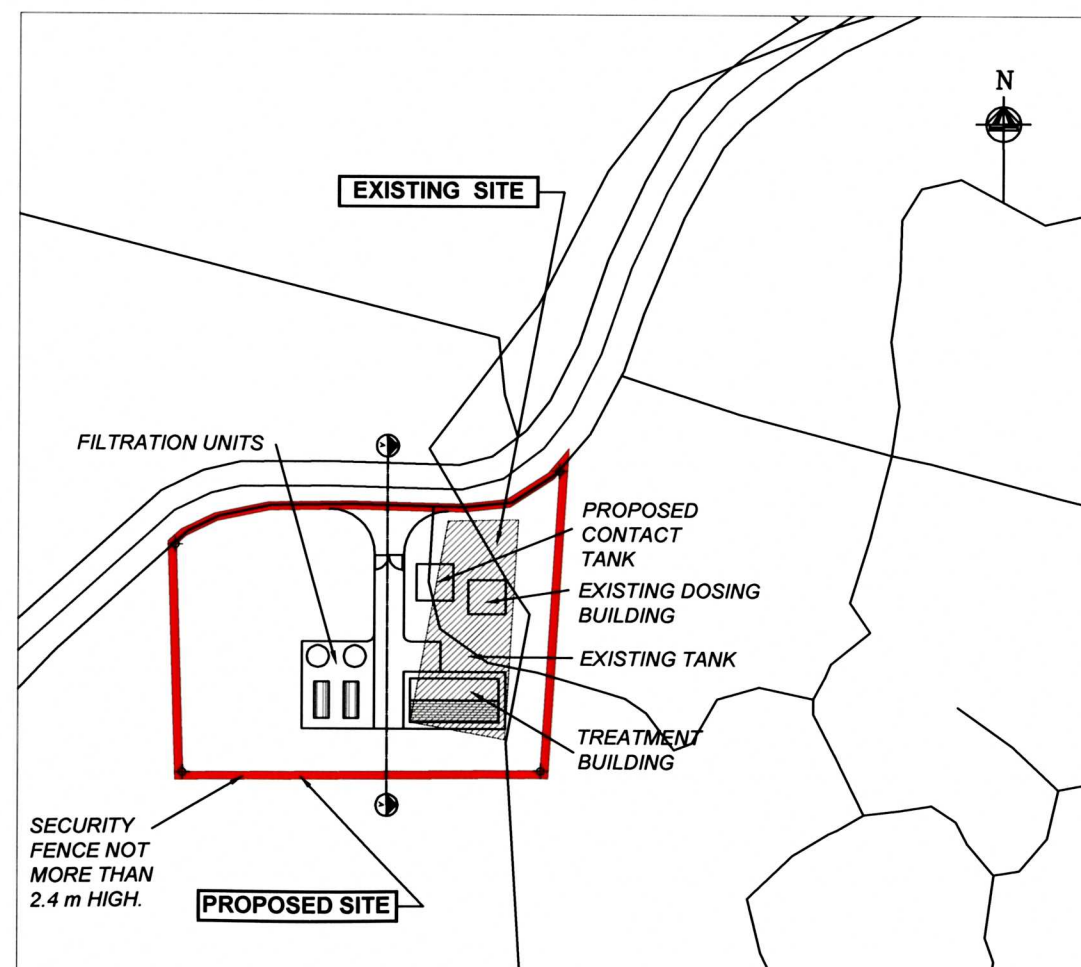 N
EXISTING SITE
FILTRATION UNITS
PROPOSED
CONTACT
TANK
EXISTING DOSING
BUILDING
EXISTING TANK
TREATMENT
BUILDING
SECURITY
FENCE NOT
MORE THAN
2.4 m HIGH.
PROPOSED SITE